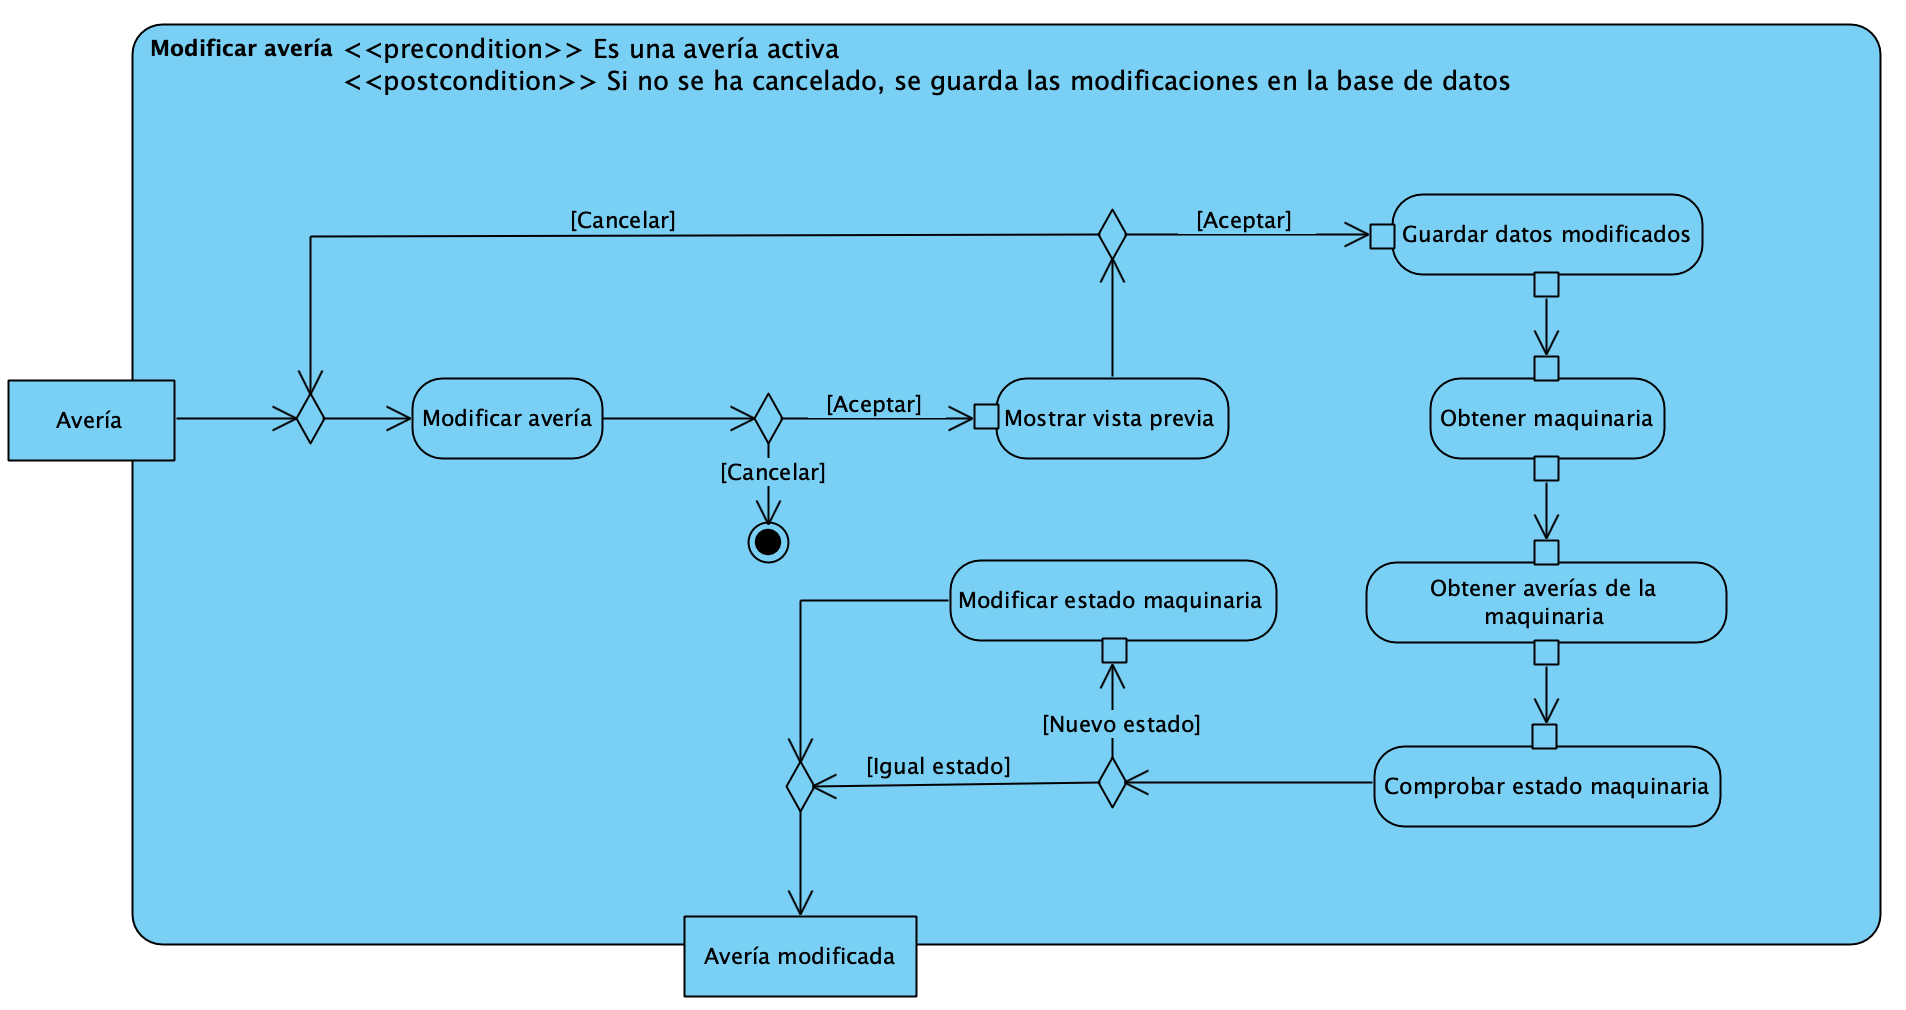 Modificar avería <<precondition>> Es una avería activa
<<postcondition>> Si no se ha cancelado, se guarda las modificaciones en la base de datos
[Cancelar]
[Aceptar]
Guardar datos modificados
Avería
Modificar avería
[Aceptar]
Mostrar vista previa
Obtener maquinaria
[Cancelar]
Modificar estado maquinaria
Obtener averías de la
maquinaria
[Nuevo estado]
[Igual estado]
Comprobar estado maquinaria
Avería modificada